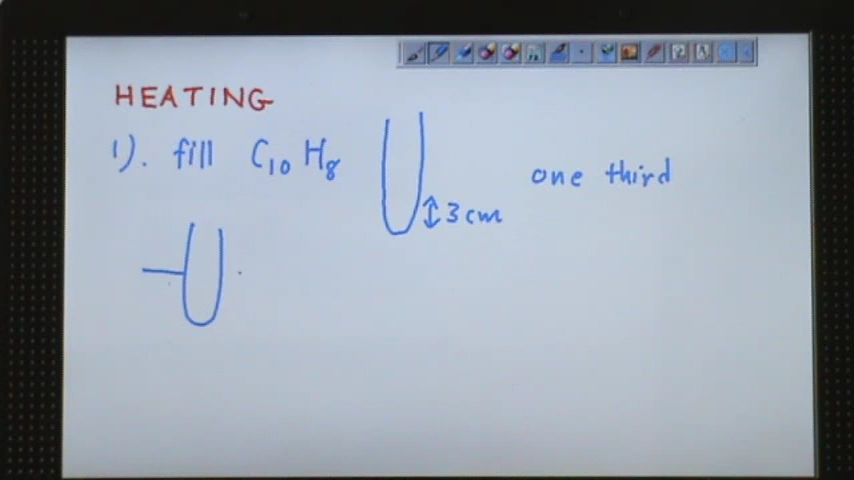 HEATING
1). fill C₁₀H₈ one third
3cm